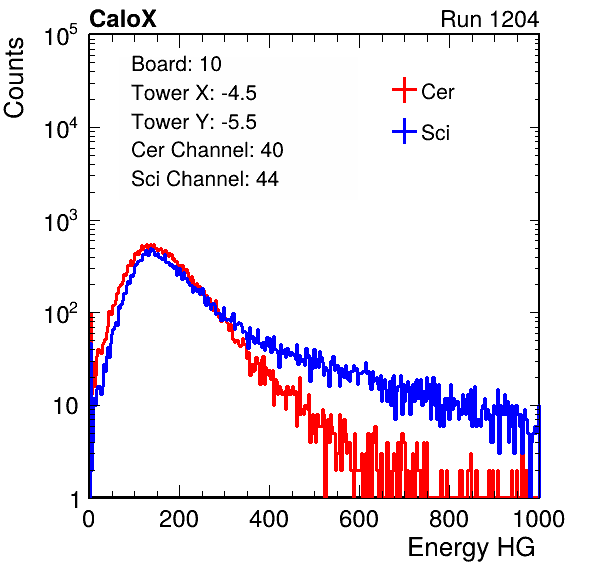 CaloX Run 1204
Counts
Board: 10
Tower X: -4.5
Tower Y: -5.5
Cer Channel: 40
Sci Channel: 44
Cer
Sci
10^5
10^4
10^3
10^2
10
1
0 200 400 600 800 1000
Energy HG